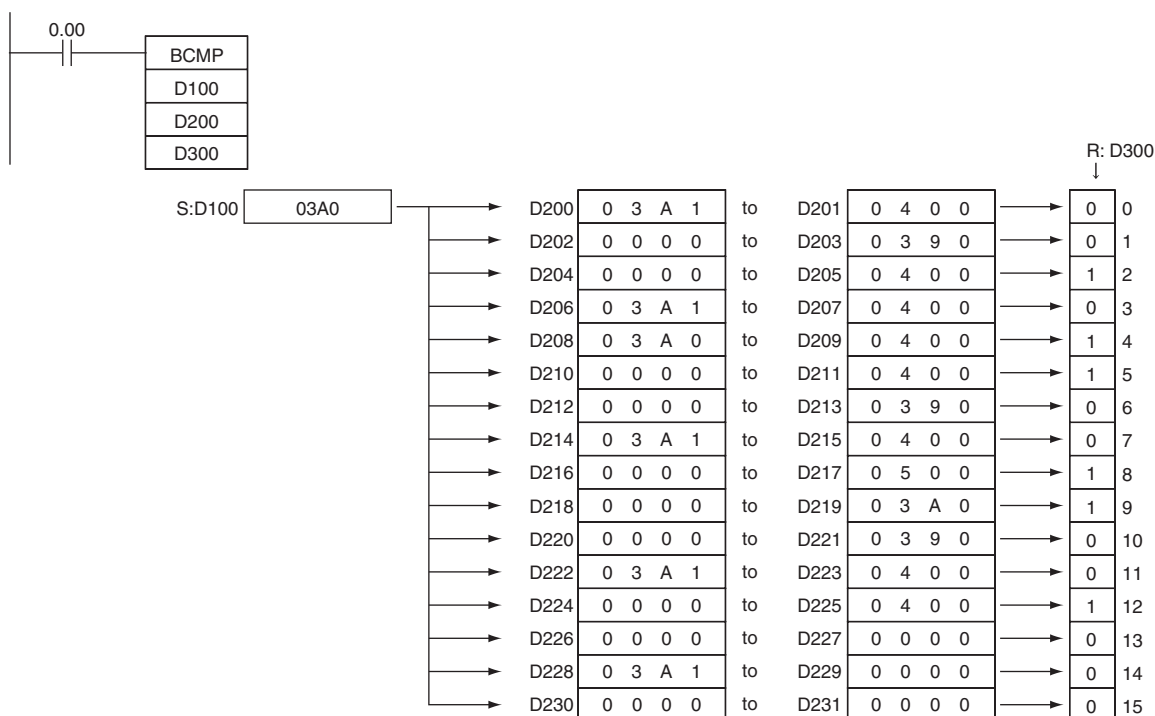 0.00
BCMP
D100
D200
D300
R: D300
↓
S:D100 03A0 D200 0 3 A 1 to D201 0 4 0 0 0 0
D202 0 0 0 0 to D203 0 3 9 0 0 1
D204 0 0 0 0 to D205 0 4 0 0 1 2
D206 0 3 A 1 to D207 0 4 0 0 0 3
D208 0 3 A 0 to D209 0 4 0 0 1 4
D210 0 0 0 0 to D211 0 4 0 0 1 5
D212 0 0 0 0 to D213 0 3 9 0 0 6
D214 0 3 A 1 to D215 0 4 0 0 0 7
D216 0 0 0 0 to D217 0 5 0 0 1 8
D218 0 0 0 0 to D219 0 3 A 0 1 9
D220 0 0 0 0 to D221 0 3 9 0 0 10
D222 0 3 A 1 to D223 0 4 0 0 0 11
D224 0 0 0 0 to D225 0 4 0 0 1 12
D226 0 0 0 0 to D227 0 0 0 0 0 13
D228 0 3 A 1 to D229 0 0 0 0 0 14
D230 0 0 0 0 to D231 0 0 0 0 0 15